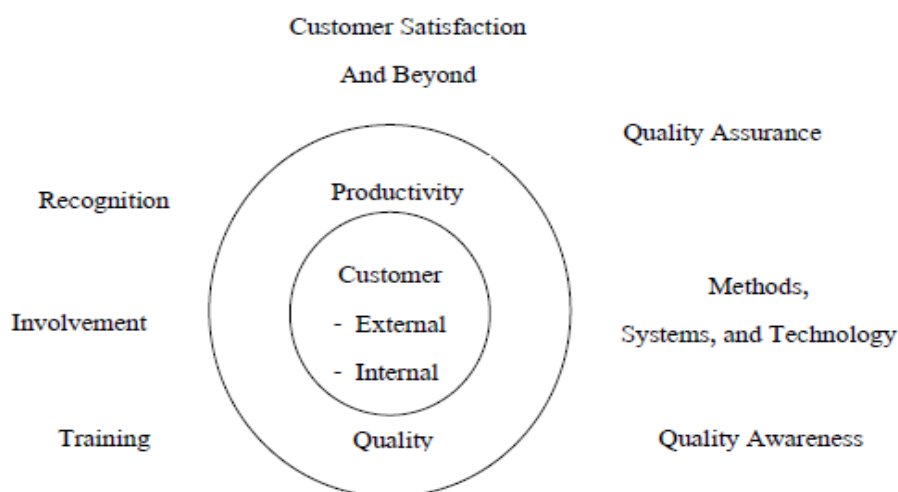 Customer Satisfaction
And Beyond
Quality Assurance
Productivity
Recognition
Customer
- External
- Internal
Methods,
Systems, and Technology
Involvement
Training
Quality
Quality Awareness